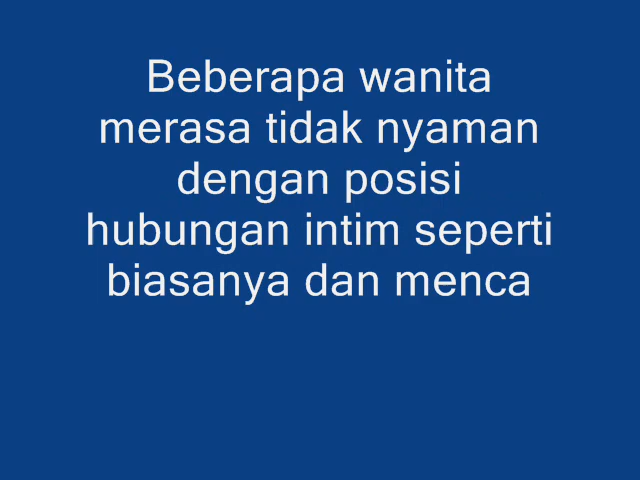 Beberapa wanita
merasa tidak nyaman
dengan posisi
hubungan intim seperti
biasanya dan menca